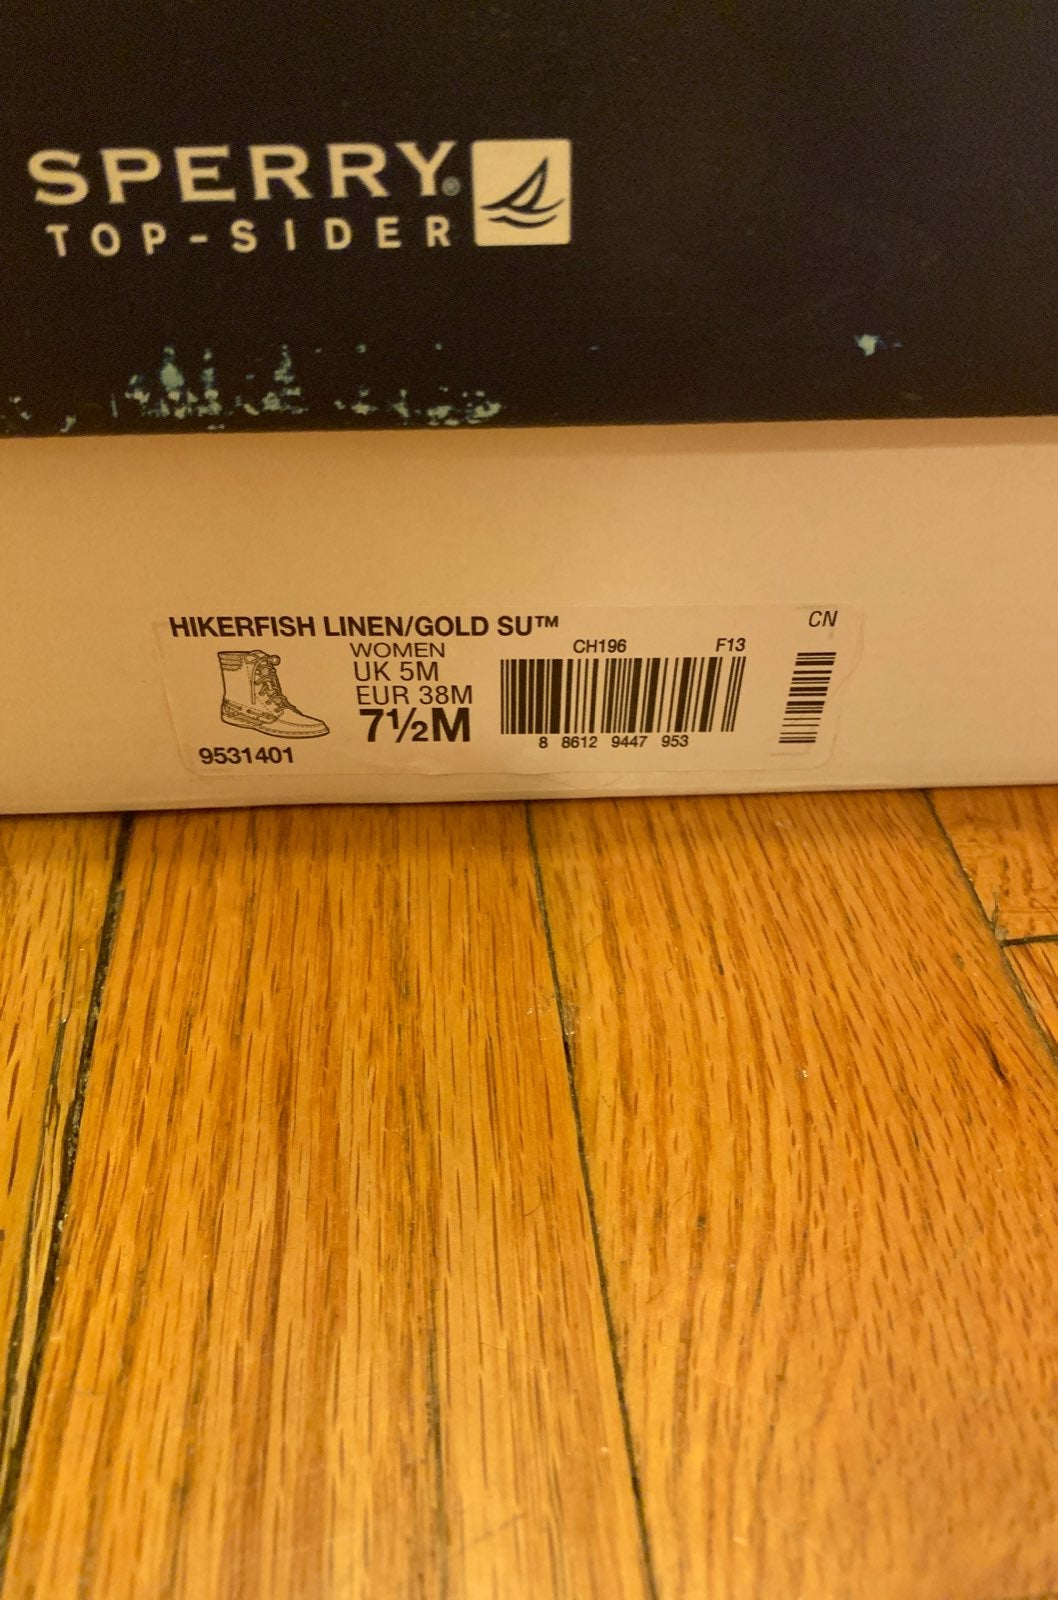 SPERRY®
TOP-SIDER
HIKERFISH LINEN/GOLD SU™
CN
WOMEN
CH196 F13
UK 5M
EUR 38M
7½M
8 8612 9447 953
9531401